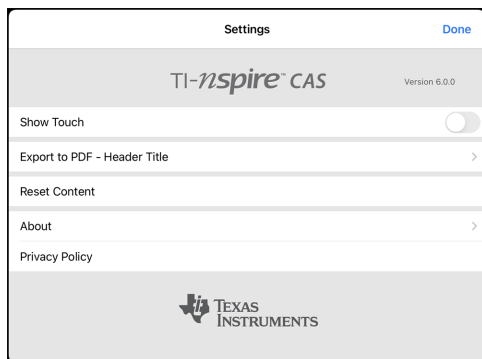 Settings
Done
TI-nspire™ CAS
Version 6.0.0
Show Touch
Export to PDF - Header Title
Reset Content
About
Privacy Policy
TEXAS
INSTRUMENTS